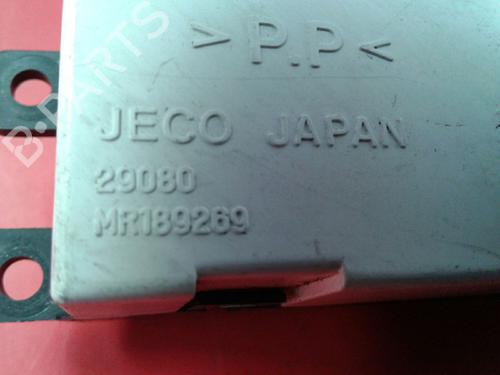 >P.P<
JECO JAPAN
29080
MR189269
B-PARTS